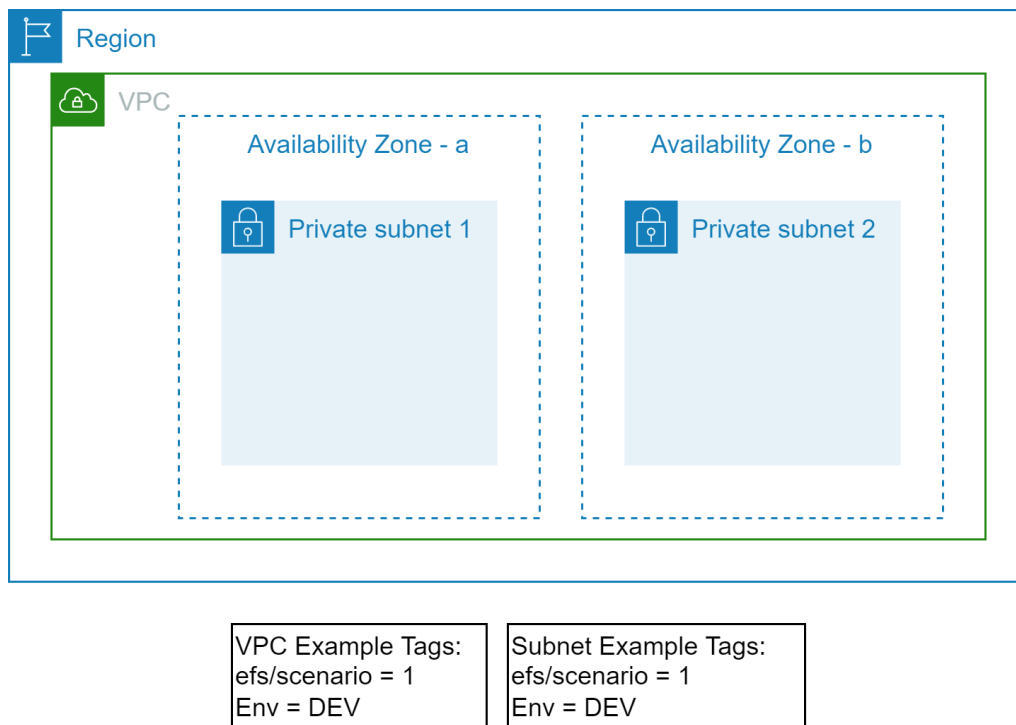 Region
VPC
Availability Zone - a
Availability Zone - b
Private subnet 1
Private subnet 2
VPC Example Tags:
efs/scenario = 1
Env = DEV
Subnet Example Tags:
efs/scenario = 1
Env = DEV